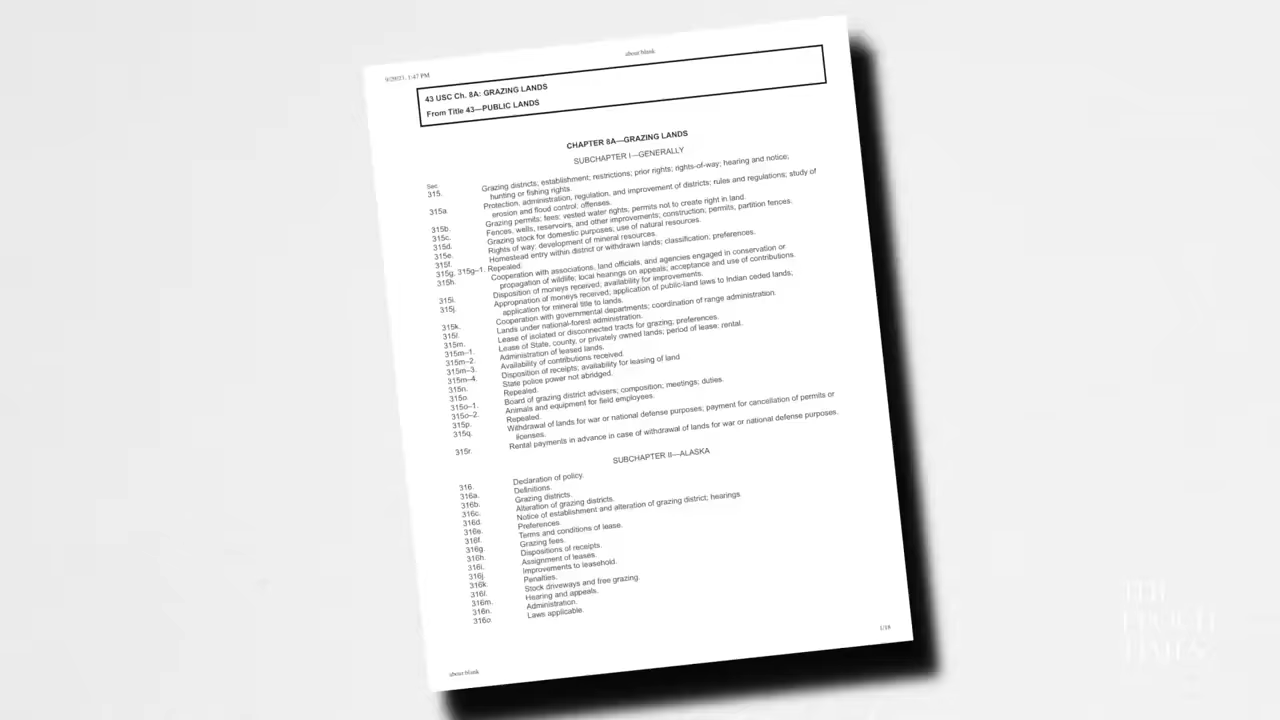 9/29/23, 1:47 PM
about:blank
43 USC Ch. 8A: GRAZING LANDS
From Title 43—PUBLIC LANDS
CHAPTER 8A—GRAZING LANDS
SUBCHAPTER I—GENERALLY
Sec.
315. Grazing districts; establishment; restrictions; prior rights; rights-of-way; hearing and notice;
hunting or fishing rights.
315a. Protection, administration, regulation, and improvement of districts; rules and regulations; study of
erosion and flood control; offenses.
315b. Grazing permits; fees; vested water rights; permits not to create right in land.
315c. Fences, wells, reservoirs, and other improvements; construction; permits; partition fences.
315d. Grazing stock for domestic purposes; use of natural resources.
315e. Rights of way; development of mineral resources.
315f. Homestead entry within district or withdrawn lands; classification; preferences.
315g, 315g–1. Repealed.
315h. Cooperation with associations, land officials, and agencies engaged in conservation or
propagation of wildlife; local hearings on appeals; acceptance and use of contributions.
315i. Disposition of moneys received; availability for improvements.
315j. Appropriation of moneys received; application of public-land laws to Indian ceded lands;
application for mineral title to lands.
315k. Cooperation with governmental departments; coordination of range administration.
315l. Lands under national-forest administration.
315m. Lease of isolated or disconnected tracts for grazing; preferences.
315m–1. Lease of State, county, or privately owned lands; period of lease; rental.
315m–2. Administration of leased lands.
315m–3. Availability of contributions received.
315m–4. Disposition of receipts; availability for leasing of land
315n. State police power not abridged.
315o. Repealed.
315o–1. Board of grazing district advisers; composition; meetings; duties.
315o–2. Animals and equipment for field employees.
315p. Repealed.
315q. Withdrawal of lands for war or national defense purposes; payment for cancellation of permits or
licenses.
315r. Rental payments in advance in case of withdrawal of lands for war or national defense purposes.
SUBCHAPTER II—ALASKA
316. Declaration of policy.
316a. Definitions.
316b. Grazing districts.
316c. Alteration of grazing districts.
316d. Notice of establishment and alteration of grazing district; hearings.
316e. Preferences.
316f. Terms and conditions of lease.
316g. Grazing fees.
316h. Dispositions of receipts.
316i. Assignment of leases.
316j. Improvements to leasehold.
316k. Penalties.
316l. Stock driveways and free grazing.
316m. Hearing and appeals.
316n. Administration.
316o. Laws applicable.
about:blank
1/18
THE
EPOCH
TIMES